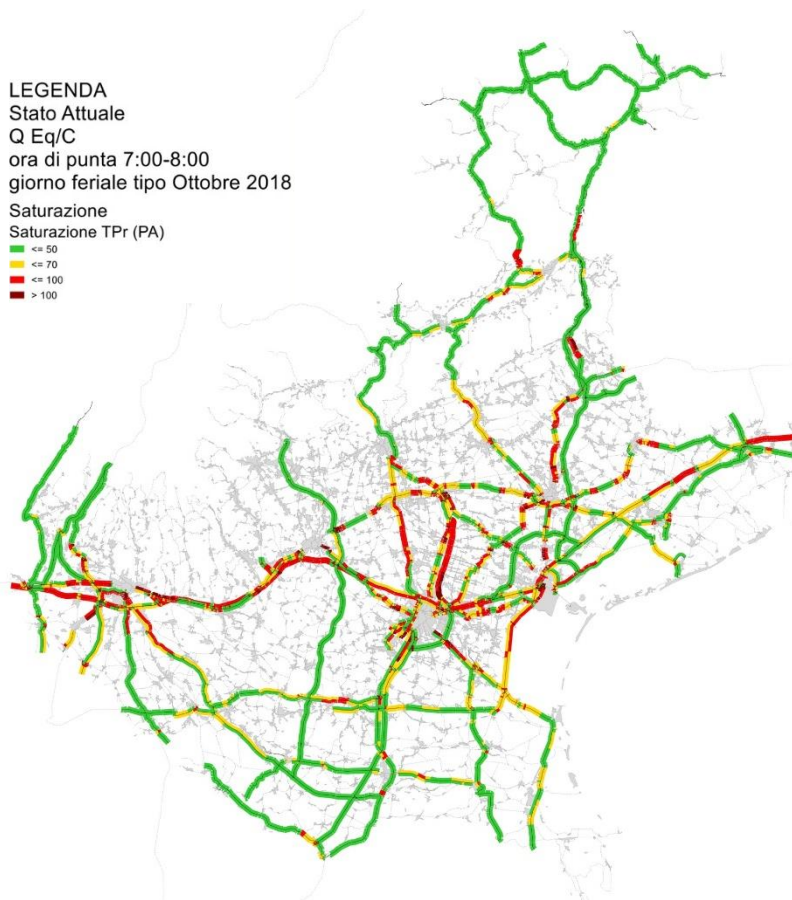 LEGENDA
Stato Attuale
Q Eq/C
ora di punta 7:00-8:00
giorno feriale tipo Ottobre 2018
Saturazione
Saturazione TPr (PA)
<= 50
<= 70
<= 100
> 100